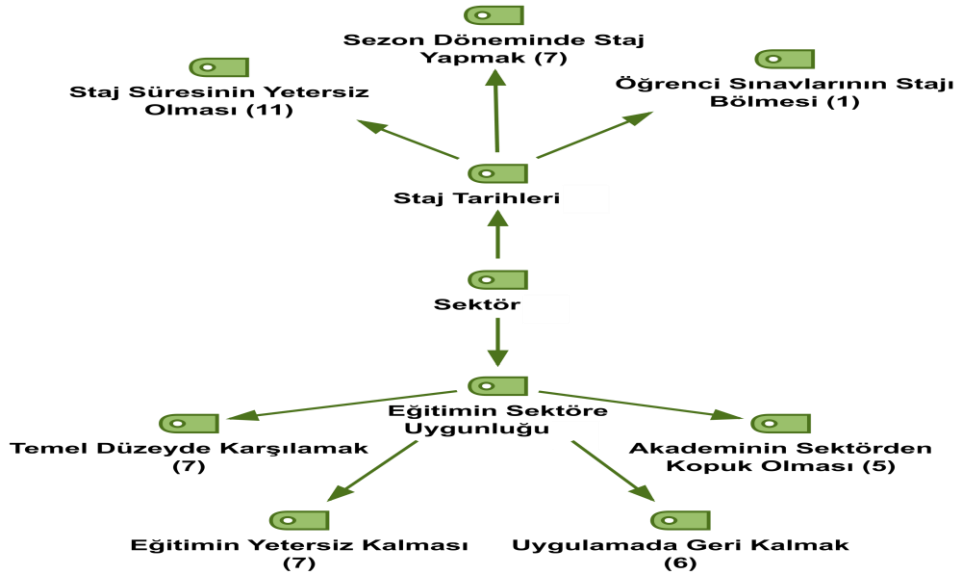 Sezon Döneminde Staj
Yapmak (7)
Staj Süresinin Yetersiz
Olması (11)
Öğrenci Sınavlarının Stajı
Bölmesi (1)
Staj Tarihleri
Sektör
Eğitimin Sektöre
Uygunluğu
Temel Düzeyde Karşılamak
(7)
Akademinin Sektörden
Kopuk Olması (5)
Eğitimin Yetersiz Kalması
(7)
Uygulamada Geri Kalmak
(6)